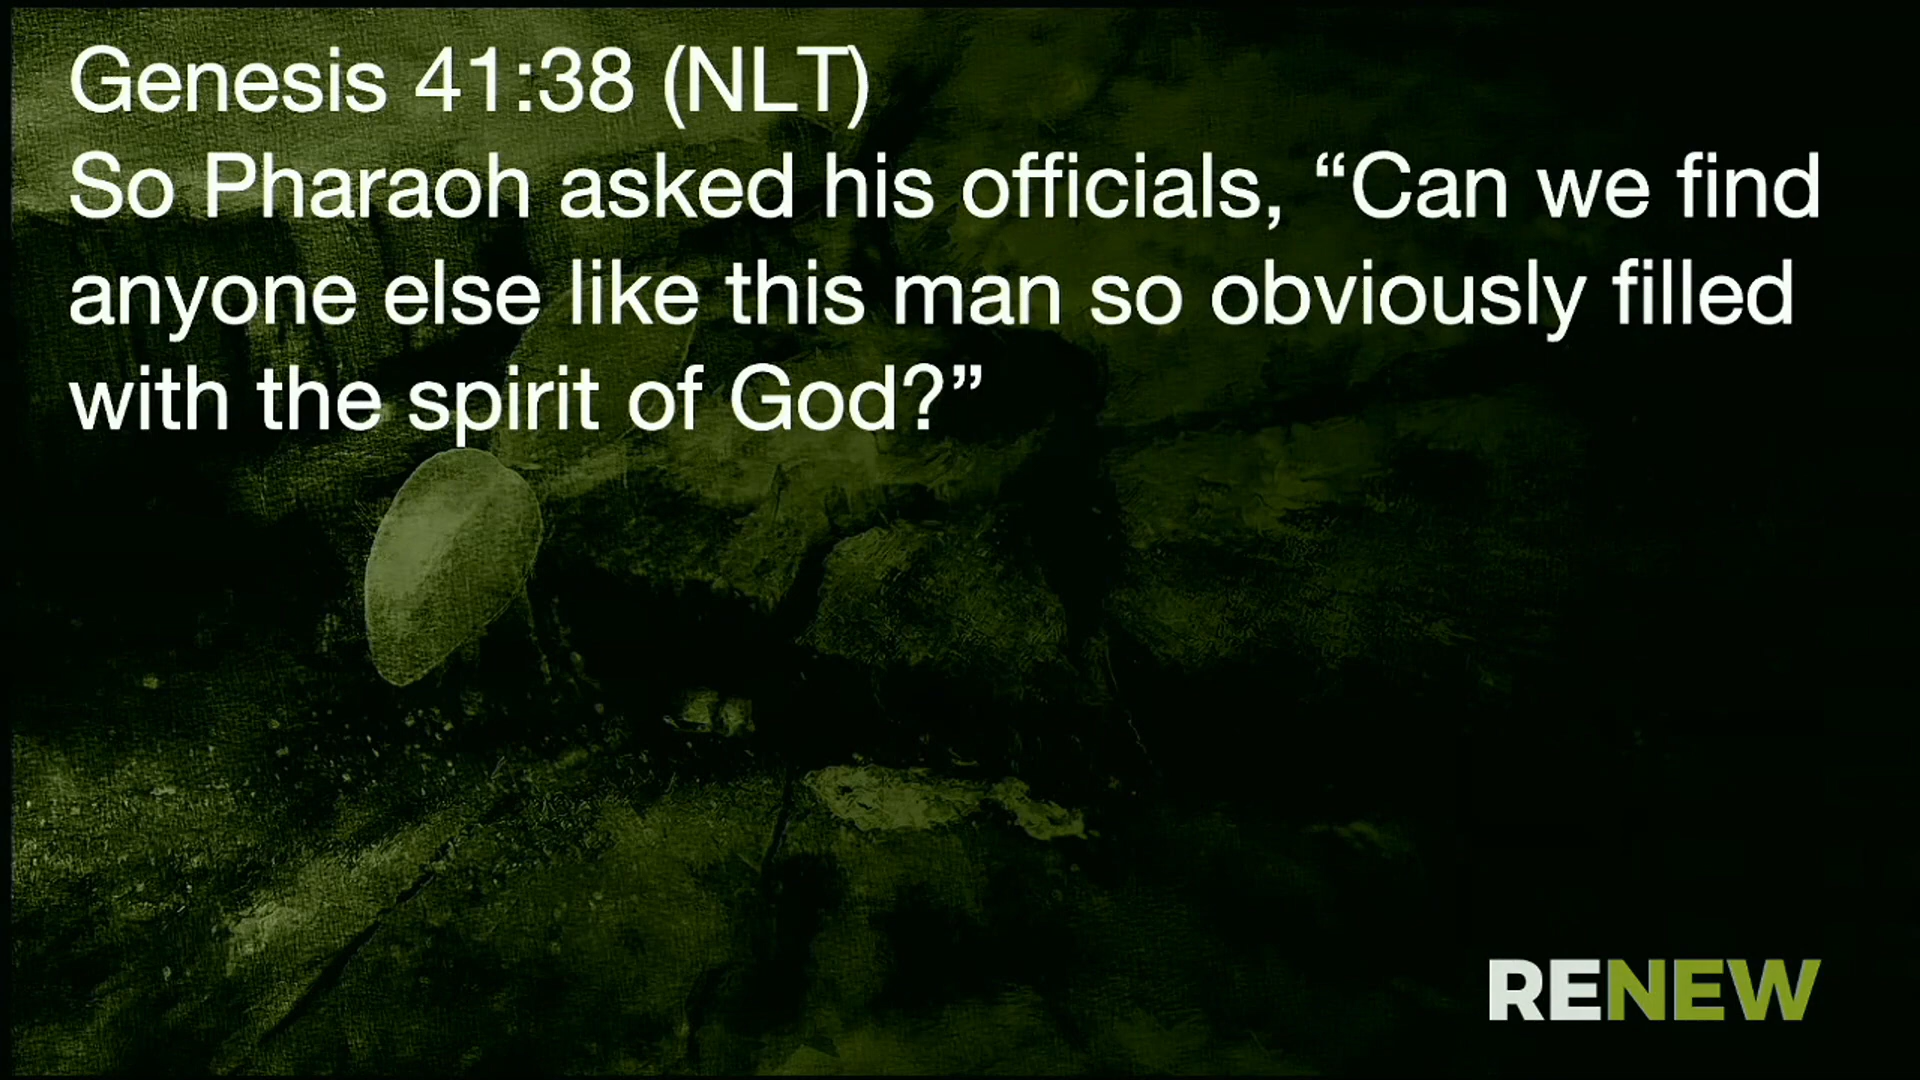 Genesis 41:38 (NLT)
So Pharaoh asked his officials, “Can we find
anyone else like this man so obviously filled
with the spirit of God?”
RENEW